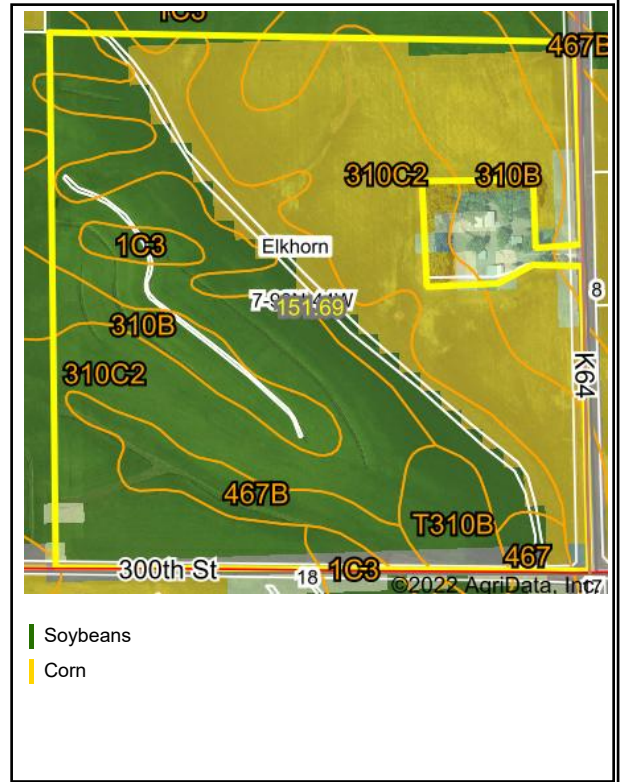 1C3
467B
310C2
310B
1C3
Elkhorn
151.69
310B
8
310C2
K64
467B
T310B
467
300th St
18
1C3
©2022 AgriData, Inc.
Soybeans
Corn